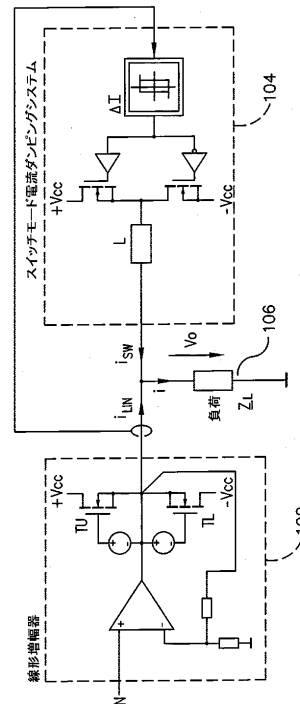 線形増幅器
スイッチモード電流ダンピングシステム
N
+
-
+Vcc
TU
TL
-Vcc
iLIN
iSW
i
Vo
負荷
ZL
106
L
+Vcc
-Vcc
ΔI
104